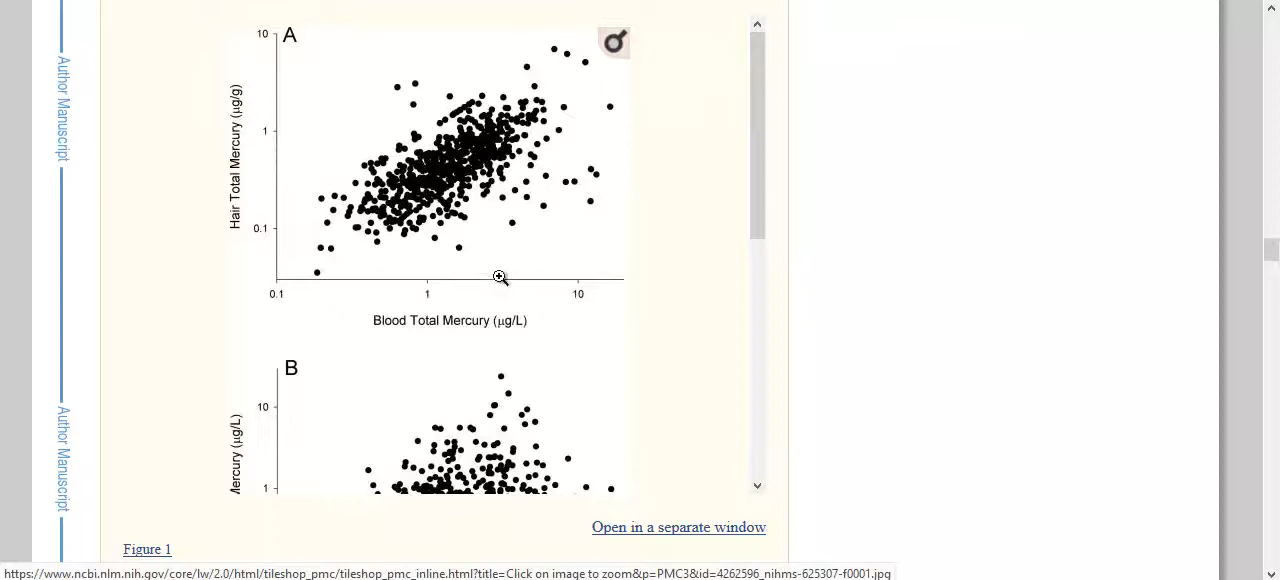 A
10
1
0.1
Hair Total Mercury (µg/g)
0.1 1 10
Blood Total Mercury (µg/L)
B
10
1
Mercury (µg/L)
Author Manuscript
Author Manuscript
Open in a separate window
Figure 1
https://www.ncbi.nlm.nih.gov/core/lw/2.0/html/tileshop_pmc/tileshop_pmc_inline.html?title=Click on image to zoom&p=PMC3&id=4262596_nihms-625307-f0001.jpg